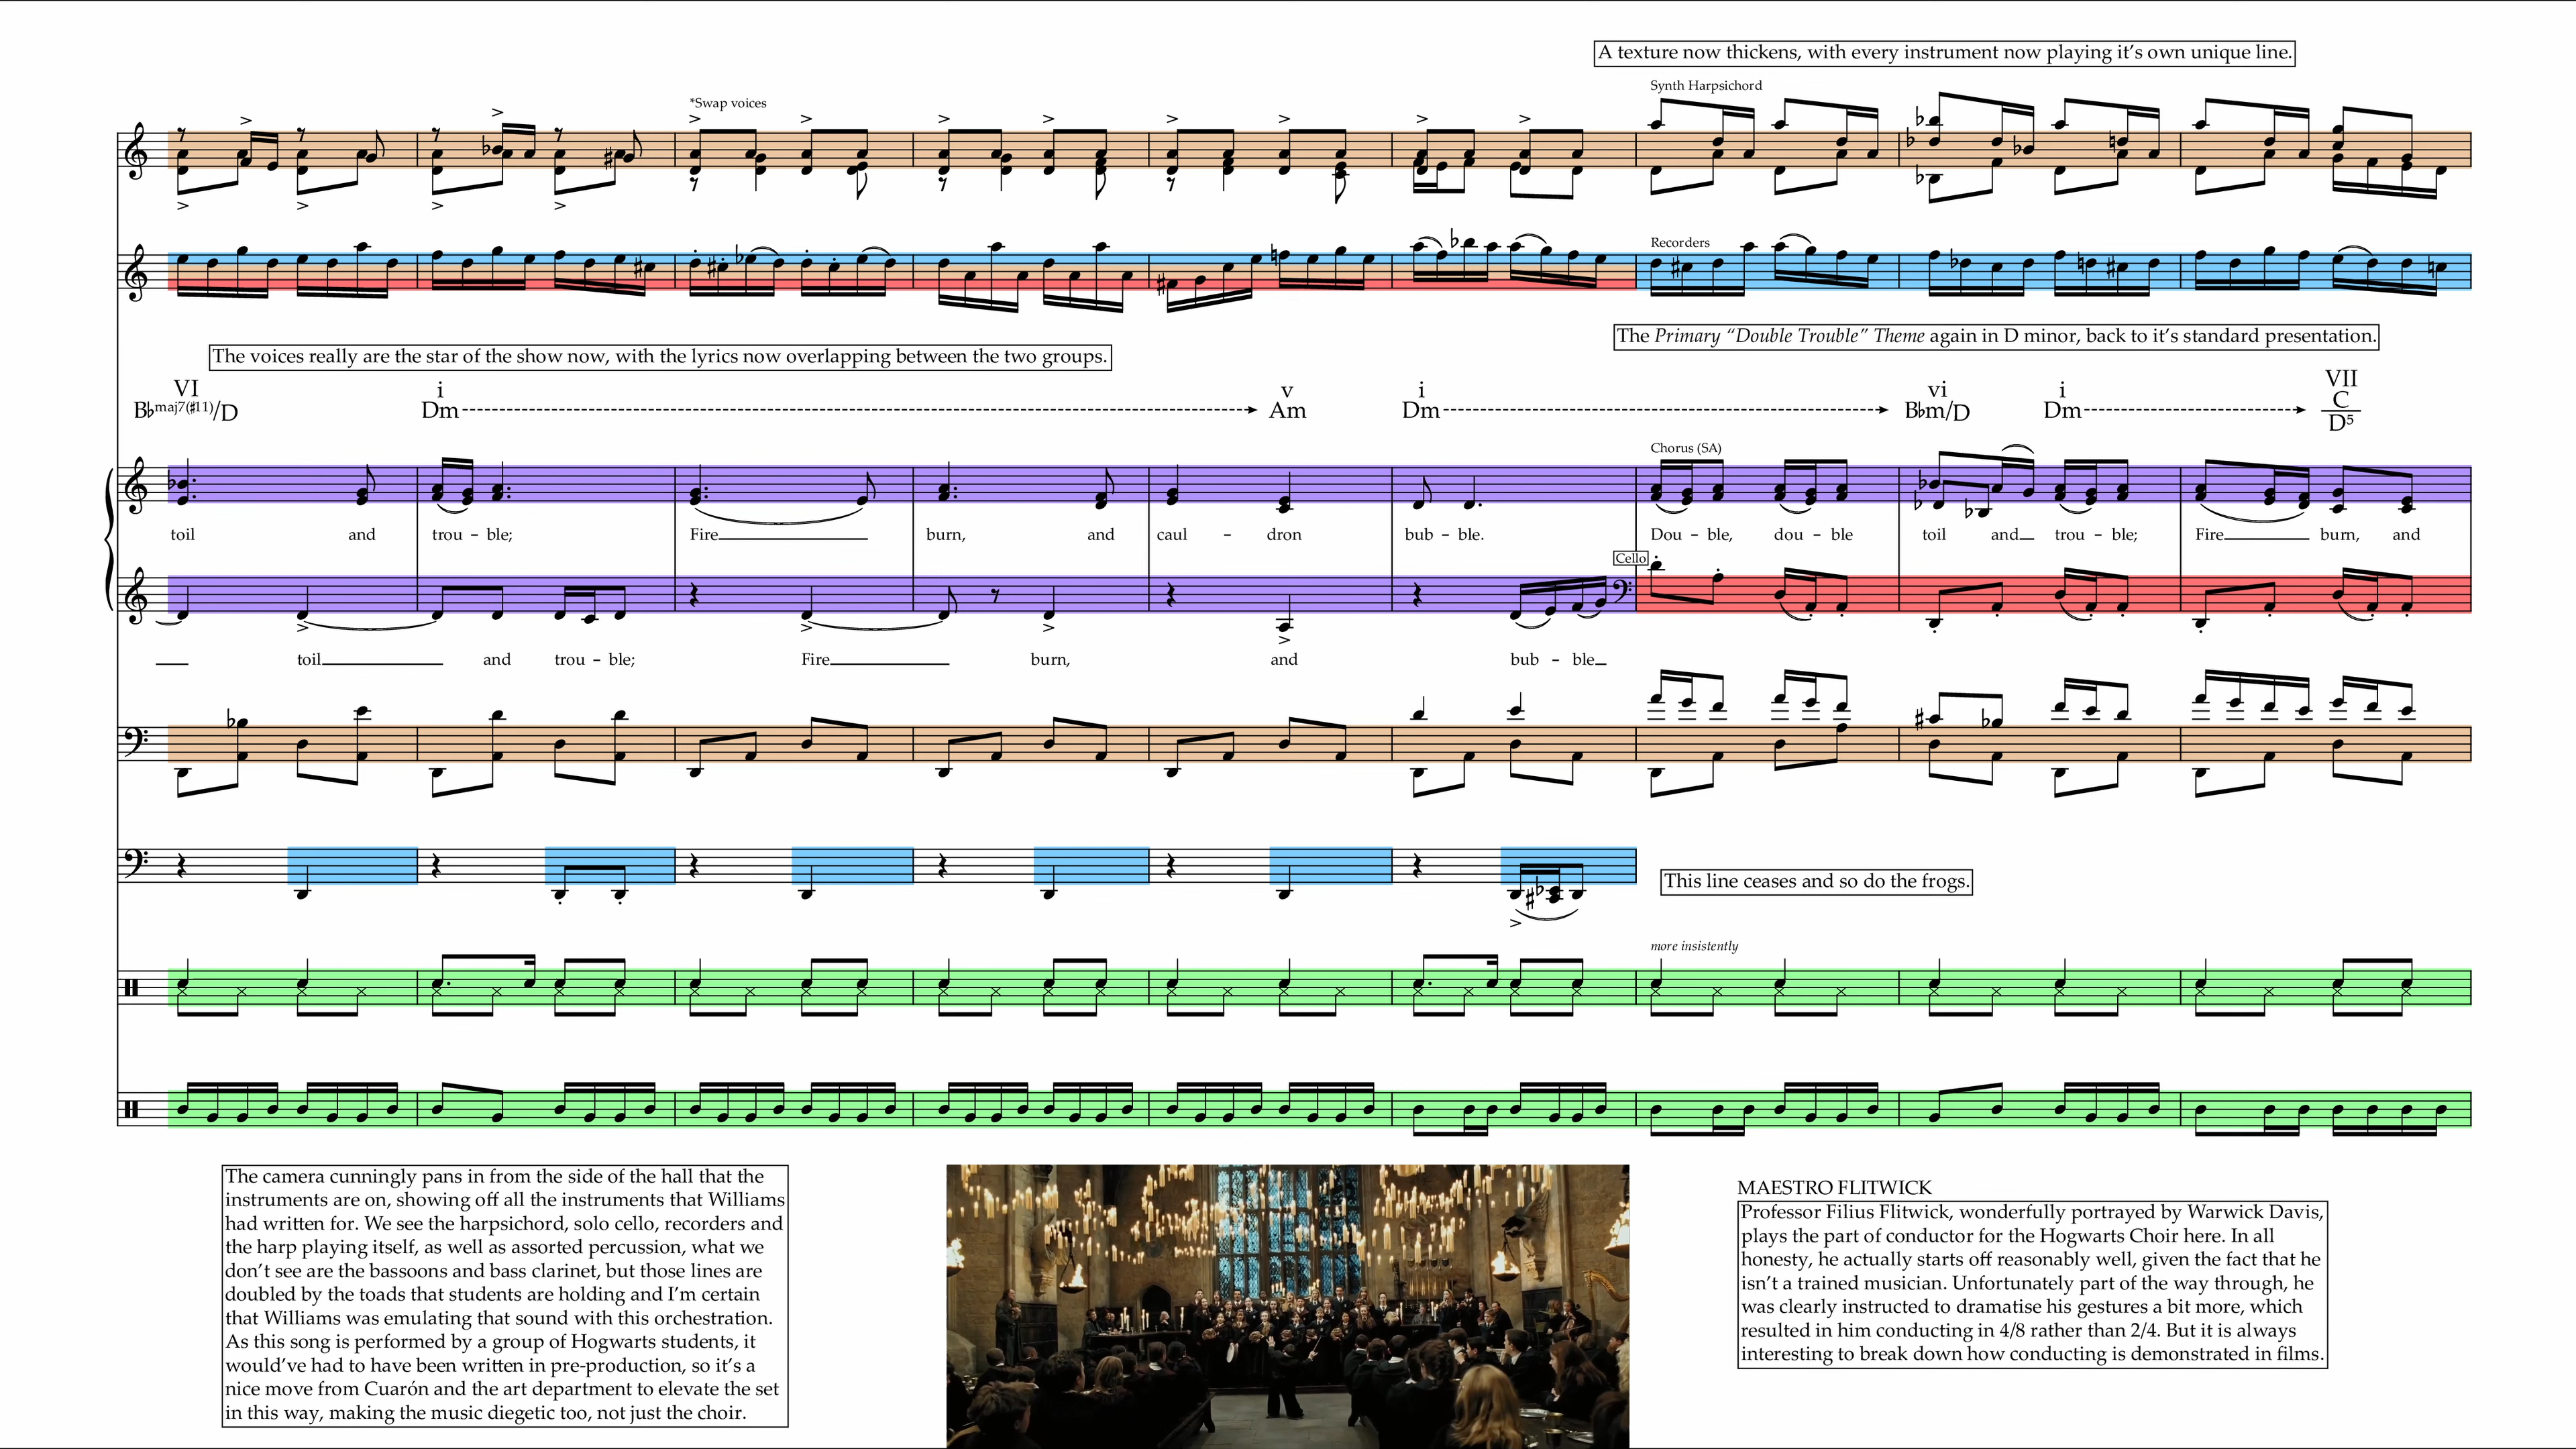 A texture now thickens, with every instrument now playing it's own unique line.
Synth Harpsichord
*Swap voices
Recorders
The Primary “Double Trouble” Theme again in D minor, back to it's standard presentation.
The voices really are the star of the show now, with the lyrics now overlapping between the two groups.
VI i v i vi i VII
B♭maj7(♯11)/D Dm Am Dm B♭m/D Dm C
D5
Chorus (SA)
toil and trou - ble; Fire burn, and caul - dron bub - ble. Dou - ble, dou - ble toil and trou - ble; Fire burn, and
Cello
toil and trou - ble; Fire burn, and bub - ble
This line ceases and so do the frogs.
more insistently
The camera cunningly pans in from the side of the hall that the
instruments are on, showing off all the instruments that Williams
had written for. We see the harpsichord, solo cello, recorders and
the harp playing itself, as well as assorted percussion, what we
don't see are the bassoons and bass clarinet, but those lines are
doubled by the toads that students are holding and I'm certain
that Williams was emulating that sound with this orchestration.
As this song is performed by a group of Hogwarts students, it
would've had to have been written in pre-production, so it's a
nice move from Cuarón and the art department to elevate the set
in this way, making the music diegetic too, not just the choir.
MAESTRO FLITWICK
Professor Filius Flitwick, wonderfully portrayed by Warwick Davis,
plays the part of conductor for the Hogwarts Choir here. In all
honesty, he actually starts off reasonably well, given the fact that he
isn't a trained musician. Unfortunately part of the way through, he
was clearly instructed to dramatise his gestures a bit more, which
resulted in him conducting in 4/8 rather than 2/4. But it is always
interesting to break down how conducting is demonstrated in films.